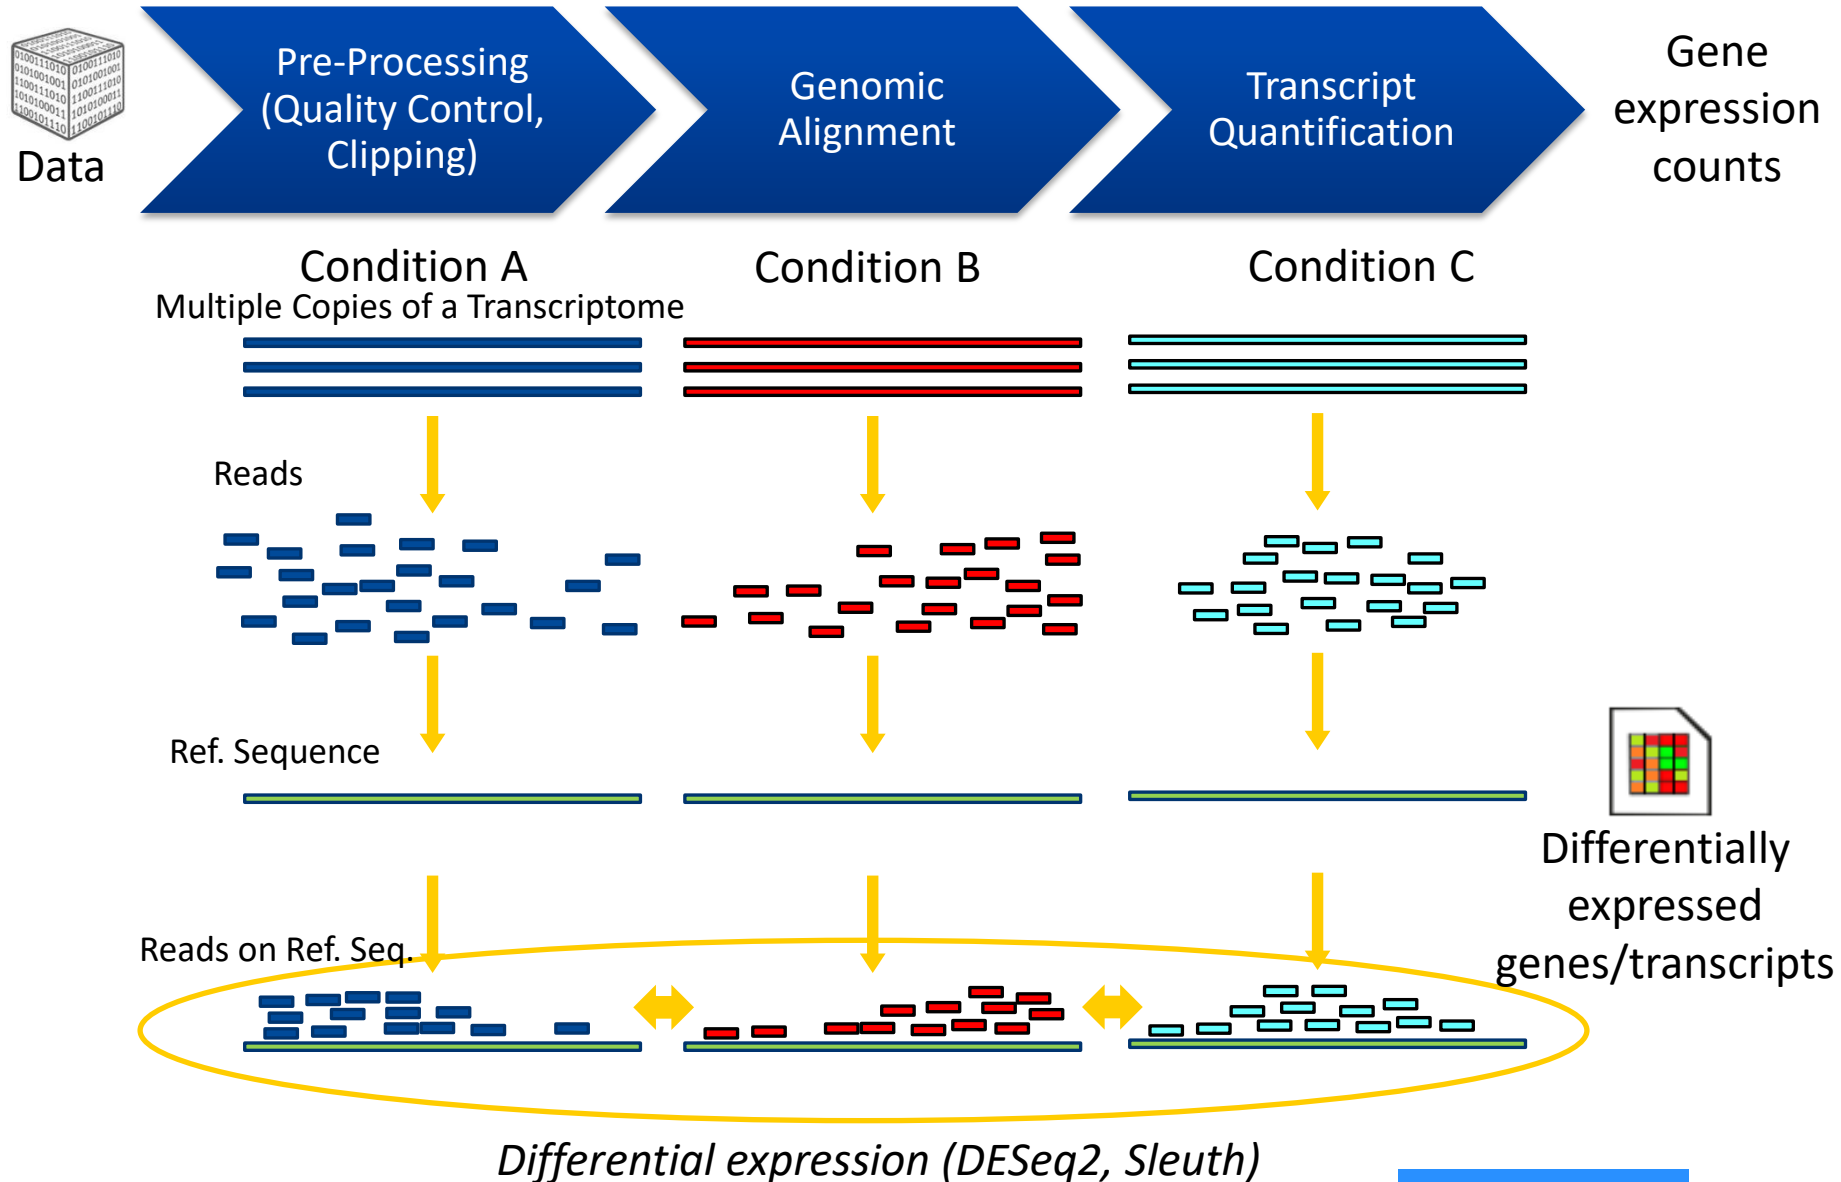 Data
Pre-Processing
(Quality Control,
Clipping)
Genomic
Alignment
Transcript
Quantification
Gene
expression
counts
Condition A
Condition B
Condition C
Multiple Copies of a Transcriptome
Reads
Ref. Sequence
Differentially
expressed
genes/transcripts
Reads on Ref. Seq.
Differential expression (DESeq2, Sleuth)